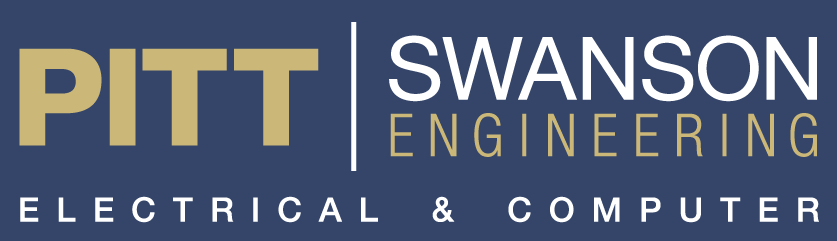 PITT
SWANSON
ENGINEERING
ELECTRICAL & COMPUTER